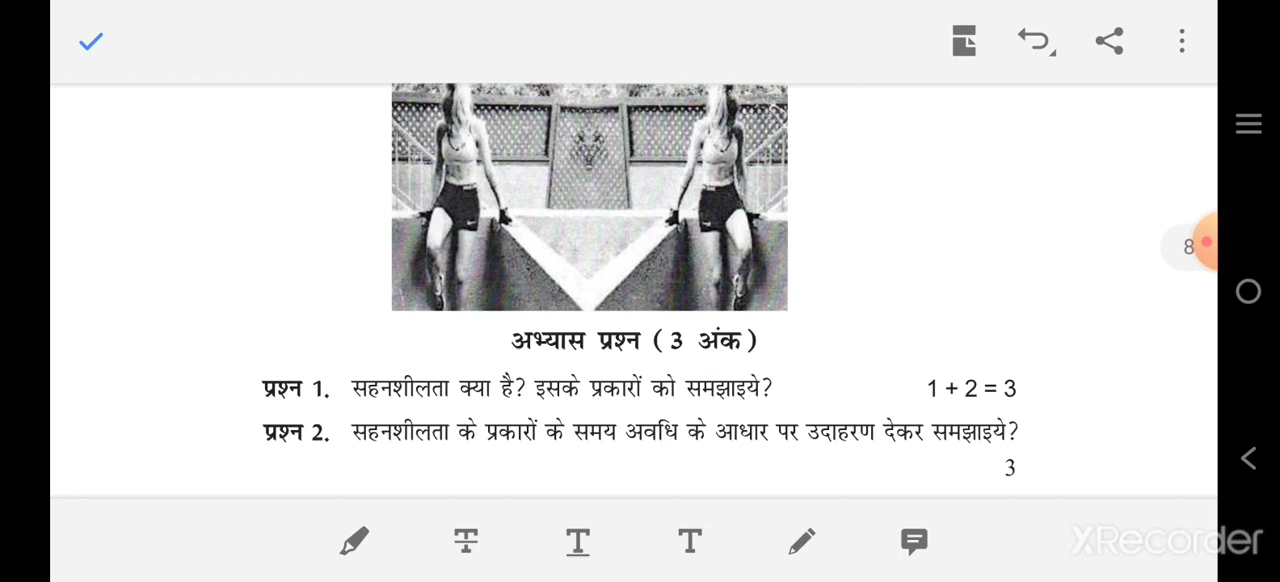 8
अभ्यास प्रश्न ( 3 अंक )
प्रश्न 1. सहनशीलता क्या है? इसके प्रकारों को समझाइये? 1 + 2 = 3
प्रश्न 2. सहनशीलता के प्रकारों के समय अवधि के आधार पर उदाहरण देकर समझाइये?
3
T T T
XRecorder